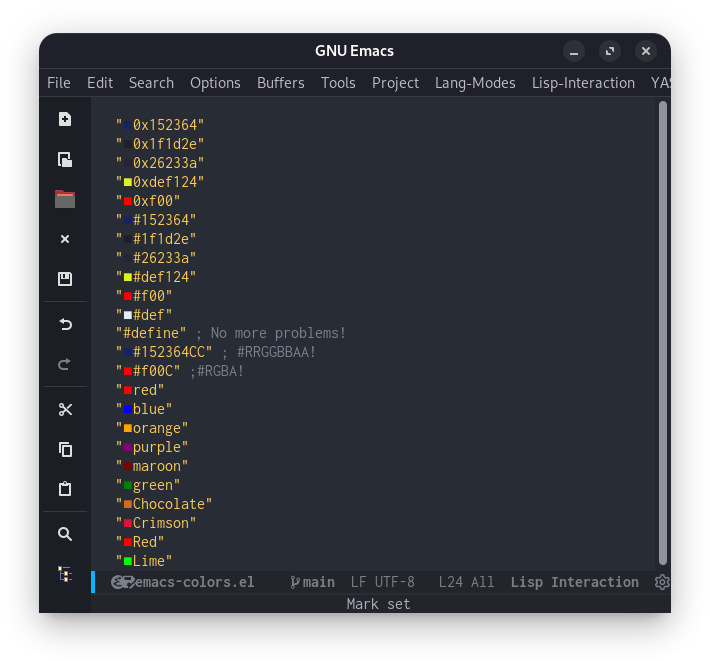 GNU Emacs
File Edit Search Options Buffers Tools Project Lang-Modes Lisp-Interaction YAS
"0x152364"
"0x1f1d2e"
"0x26233a"
"0xdef124"
"0xf00"
"#152364"
"#1f1d2e"
"#26233a"
"#def124"
"#f00"
"#def"
"#define" ; No more problems!
"#152364CC" ; #RRGGBBAA!
"#f00C" ;#RGBA!
"red"
"blue"
"orange"
"purple"
"maroon"
"green"
"Chocolate"
"Crimson"
"Red"
"Lime"
emacs-colors.el main LF UTF-8 L24 All Lisp Interaction
Mark set